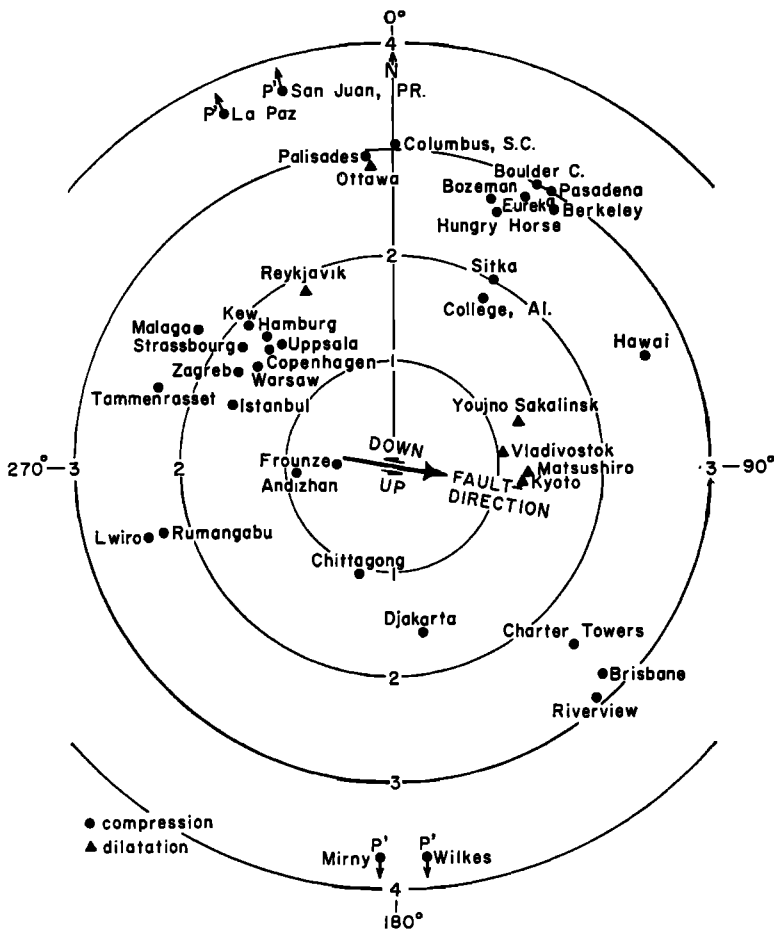 0°
4
N
P' San Juan, PR.
P' La Paz
Columbus, S.C.
Palisades
Ottawa
Boulder C.
Bozeman
Pasadena
Eureka
Berkeley
Hungry Horse
2
Sitka
Reykjavik
College, Al.
Kew
Hamburg
Malaga
Uppsala
Strassbourg
Copenhagen
Hawai
Zagreb
Warsaw
1
Tammenrasset
Istanbul
Youjno Sakalinsk
DOWN
Vladivostok
270° 3
2
Frounze
Matsushiro
3 90°
Andizhan
UP
FAULT
DIRECTION
Kyoto
Lwiro
Rumangabu
Chittagong
1
Djakarta
Charter Towers
2
Brisbane
Riverview
3
compression
dilatation
P'
P'
Mirny
Wilkes
4
180°